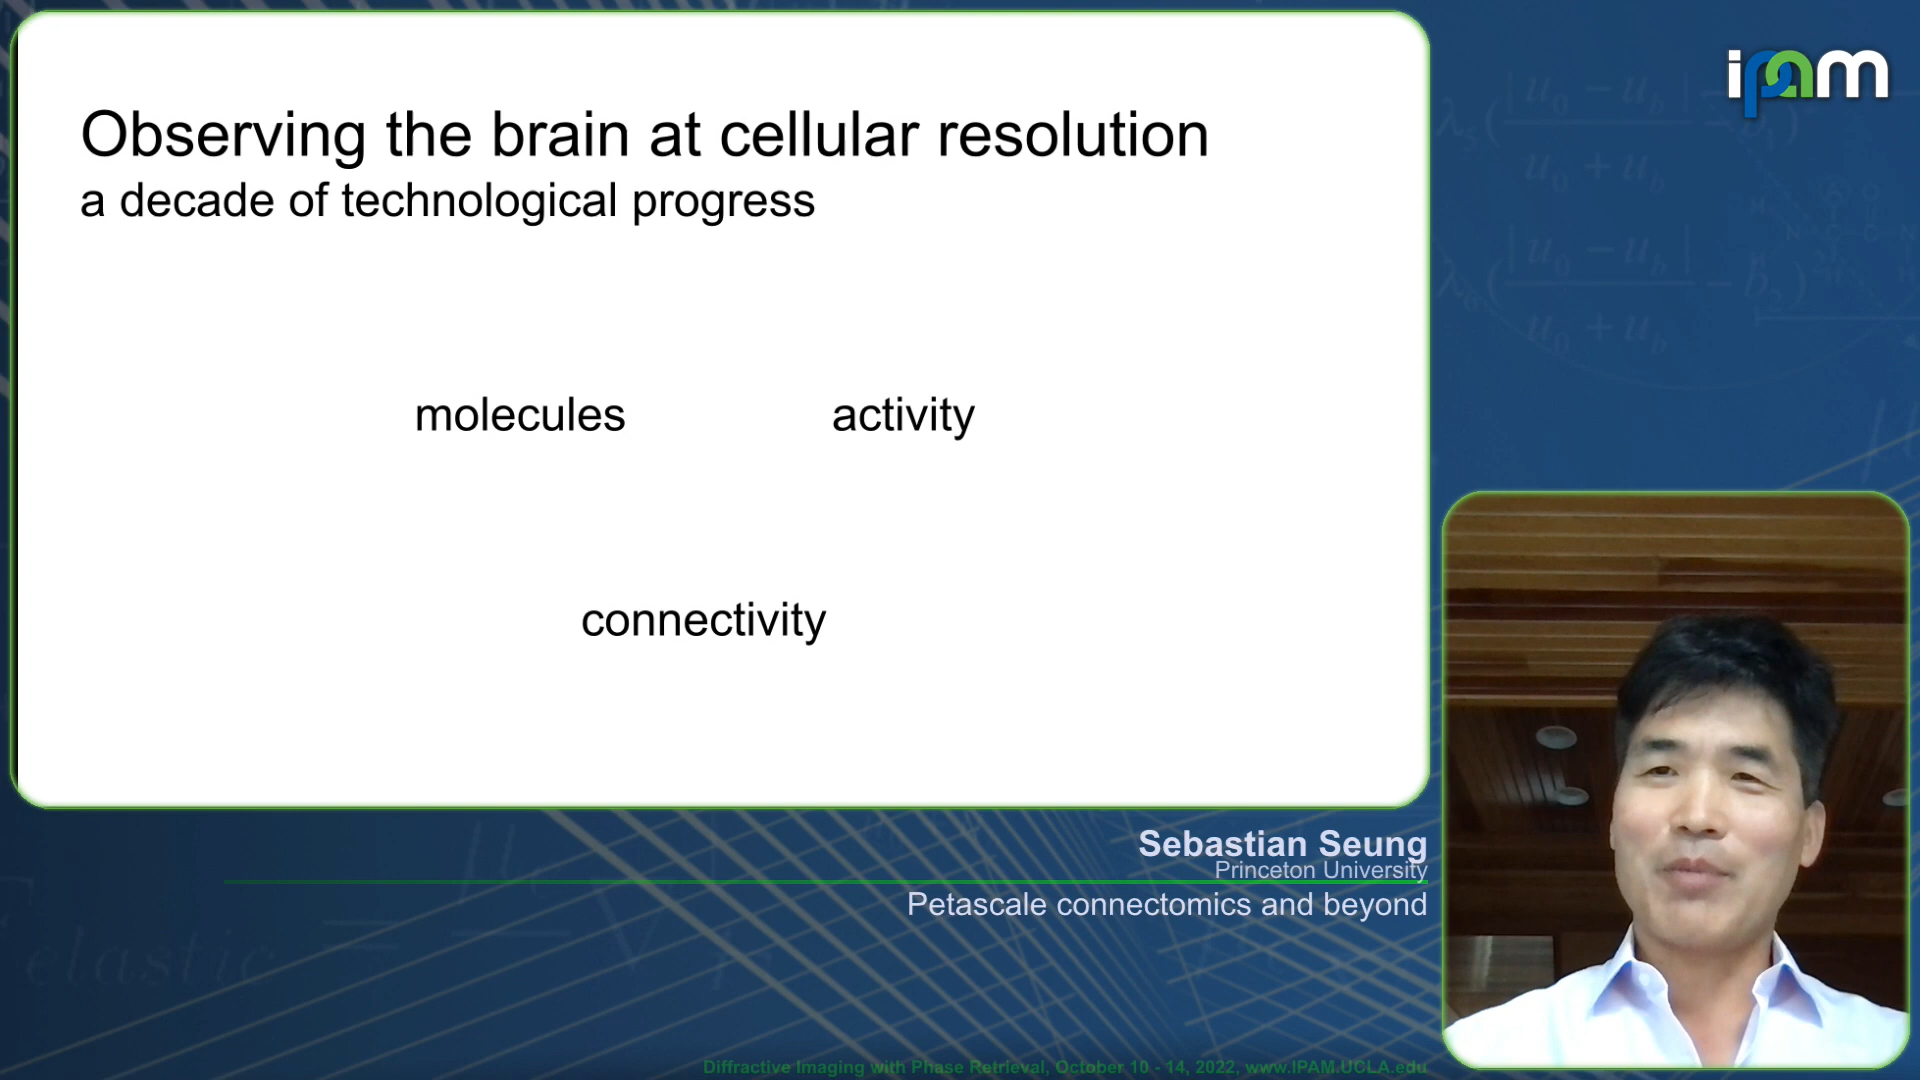 Observing the brain at cellular resolution
a decade of technological progress
molecules activity
connectivity
ipam
Sebastian Seung
Princeton University
Petascale connectomics and beyond
Diffractive Imaging with Phase Retrieval, October 10 - 14, 2022, www.IPAM.UCLA.edu
elastic